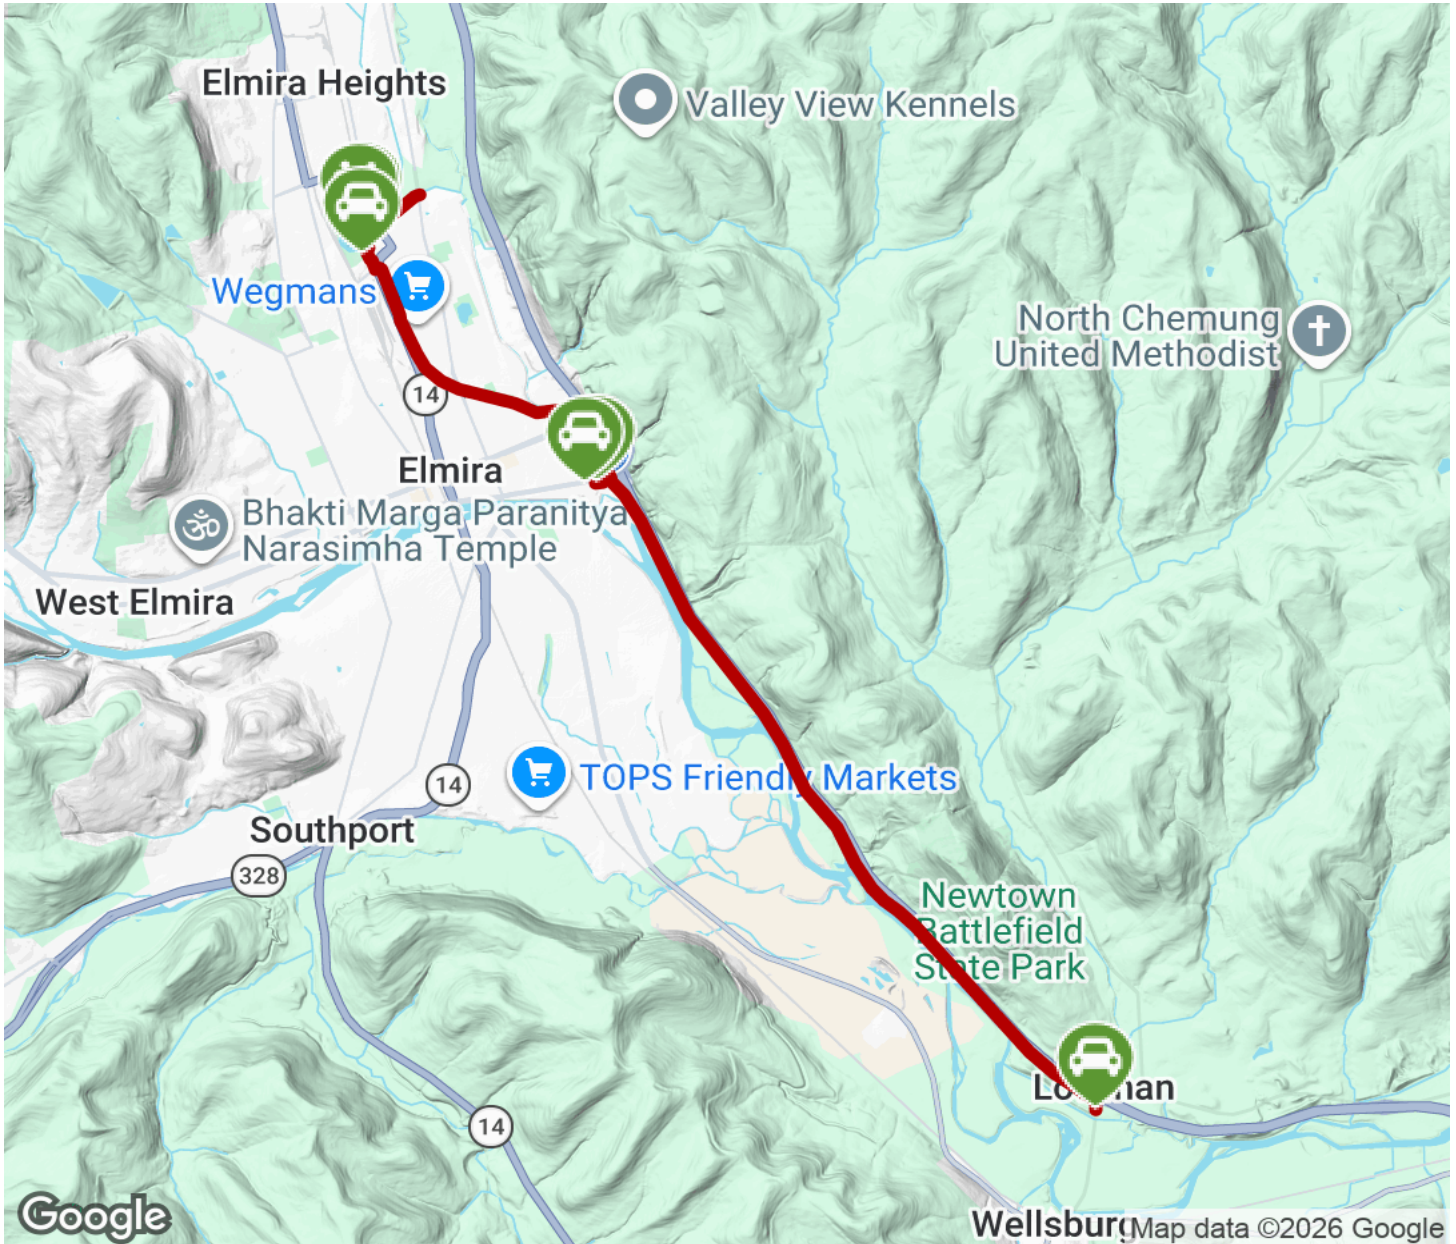 Elmira Heights
Valley View Kennels
Wegmans
North Chemung
United Methodist
14
Elmira
Bhakti Marga Paranitya
Narasimha Temple
West Elmira
TOPS Friendly Markets
14
Southport
328
Newtown
Battlefield
State Park
14
Wellsburg
Google
Map data ©2026 Google